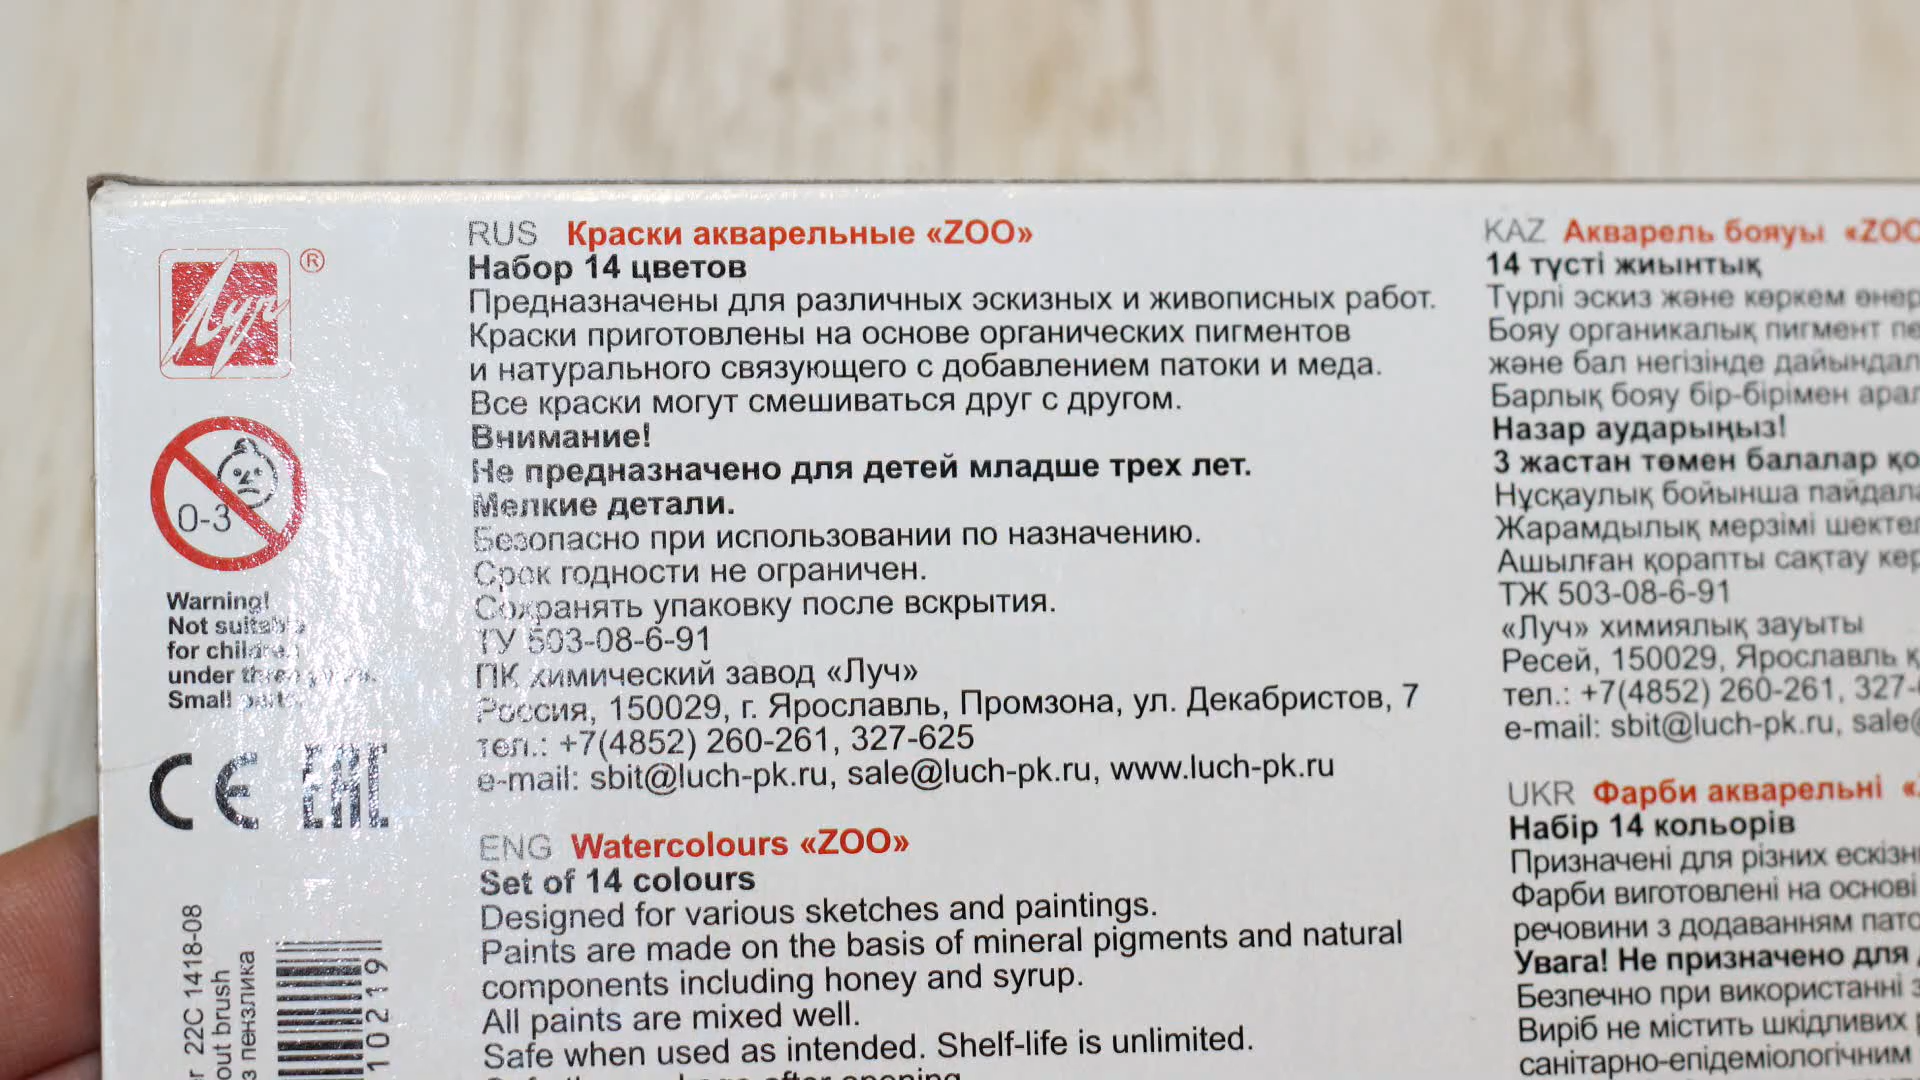 Луч ®
0-3
Warning!
Not suitable
for children
under three
Small parts
CE EAC
22С 1418-08
out brush
з пензлика
10219
RUS Краски акварельные «ZOO»
Набор 14 цветов
Предназначены для различных эскизных и живописных работ.
Краски приготовлены на основе органических пигментов
и натурального связующего с добавлением патоки и меда.
Все краски могут смешиваться друг с другом.
Внимание!
Не предназначено для детей младше трех лет.
Мелкие детали.
Безопасно при использовании по назначению.
Срок годности не ограничен.
Сохранять упаковку после вскрытия.
ТУ 503-08-6-91
ПК химический завод «Луч»
Россия, 150029, г. Ярославль, Промзона, ул. Декабристов, 7
тел.: +7(4852) 260-261, 327-625
e-mail: sbit@luch-pk.ru, sale@luch-pk.ru, www.luch-pk.ru
ENG Watercolours «ZOO»
Set of 14 colours
Designed for various sketches and paintings.
Paints are made on the basis of mineral pigments and natural
components including honey and syrup.
All paints are mixed well.
Safe when used as intended. Shelf-life is unlimited.
KAZ Акварель бояуы «ZOO
14 түсті жиынтық
Түрлі эскиз және көркем
Бояу органикалық пигмент
және бал негізінде
Барлық бояу бір-бірімен
Назар аударыңыз!
3 жастан төмен балалар
Нұсқаулық бойынша
Жарамдылық мерзімі
Ашылған қорапты сақтау
ТЖ 503-08-6-91
«Луч» химиялық зауыты
Ресей, 150029, Ярославль
тел.: +7(4852) 260-261, 327-
e-mail: sbit@luch-pk.ru, sale@
UKR Фарби акварельні
Набір 14 кольорів
Призначені для різних
Фарби виготовлені на основі
речовини з додаванням
Увага! Не призначено для
Безпечно при використанні
Виріб не містить шкідливих
санітарно-епідеміологічним